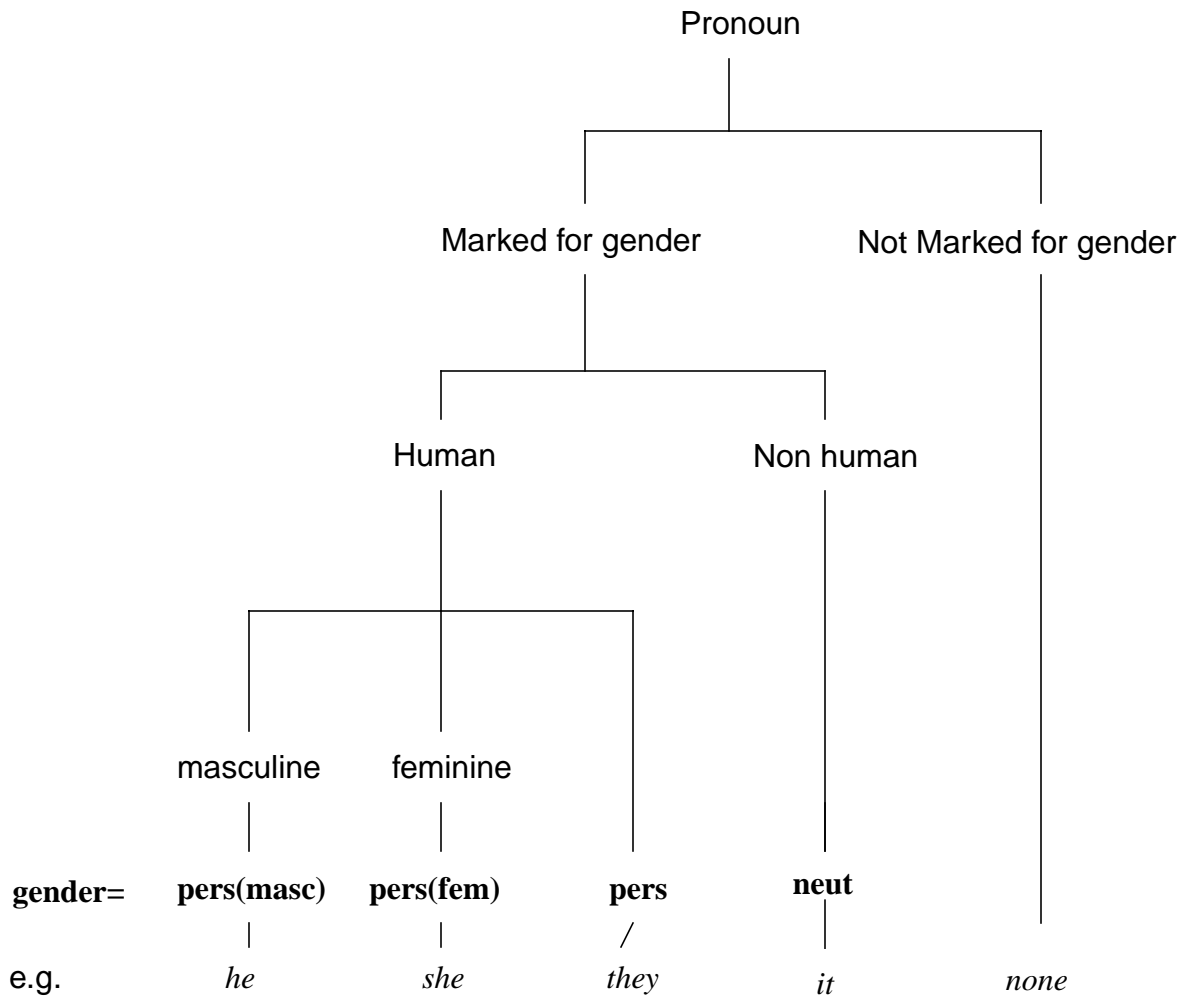 Pronoun
Marked for gender Not Marked for gender
Human Non human
masculine feminine
gender= pers(masc) pers(fem) pers neut
e.g. he she they it none